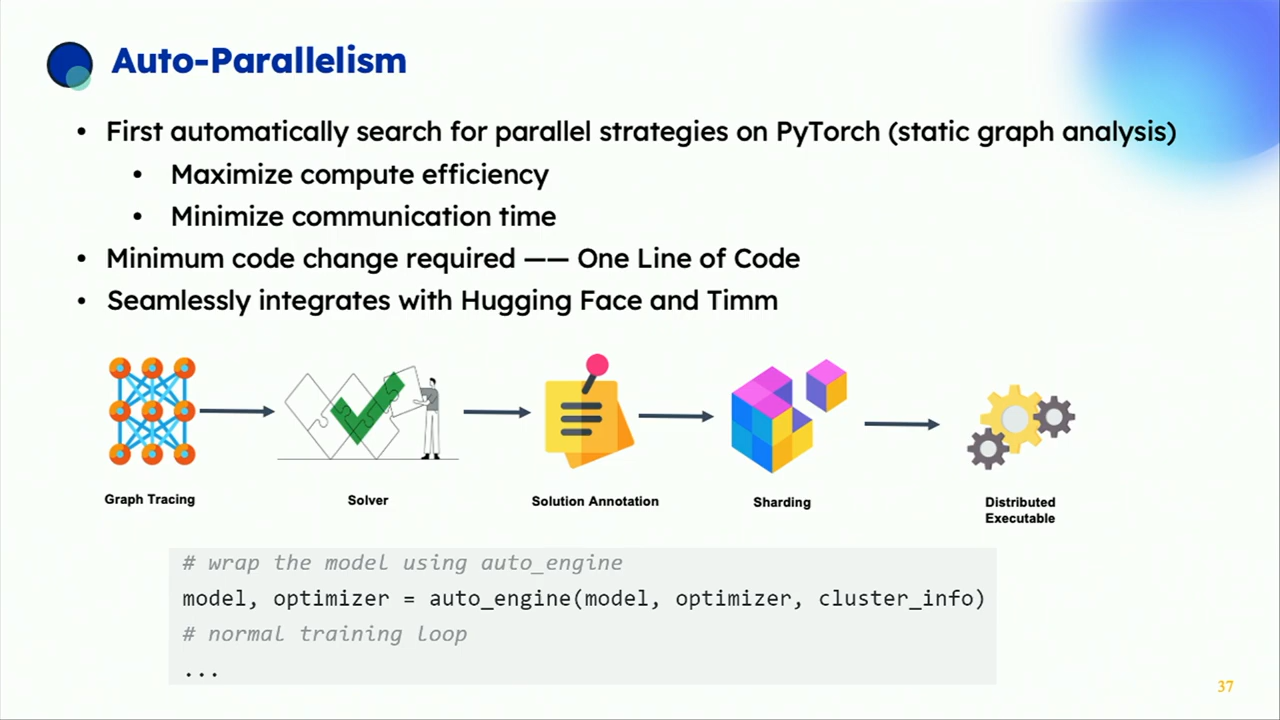 Auto-Parallelism
• First automatically search for parallel strategies on PyTorch (static graph analysis)
• Maximize compute efficiency
• Minimize communication time
• Minimum code change required —— One Line of Code
• Seamlessly integrates with Hugging Face and Timm
Graph Tracing
Solver
Solution Annotation
Sharding
Distributed
Executable
# wrap the model using auto_engine
model, optimizer = auto_engine(model, optimizer, cluster_info)
# normal training loop
...
37